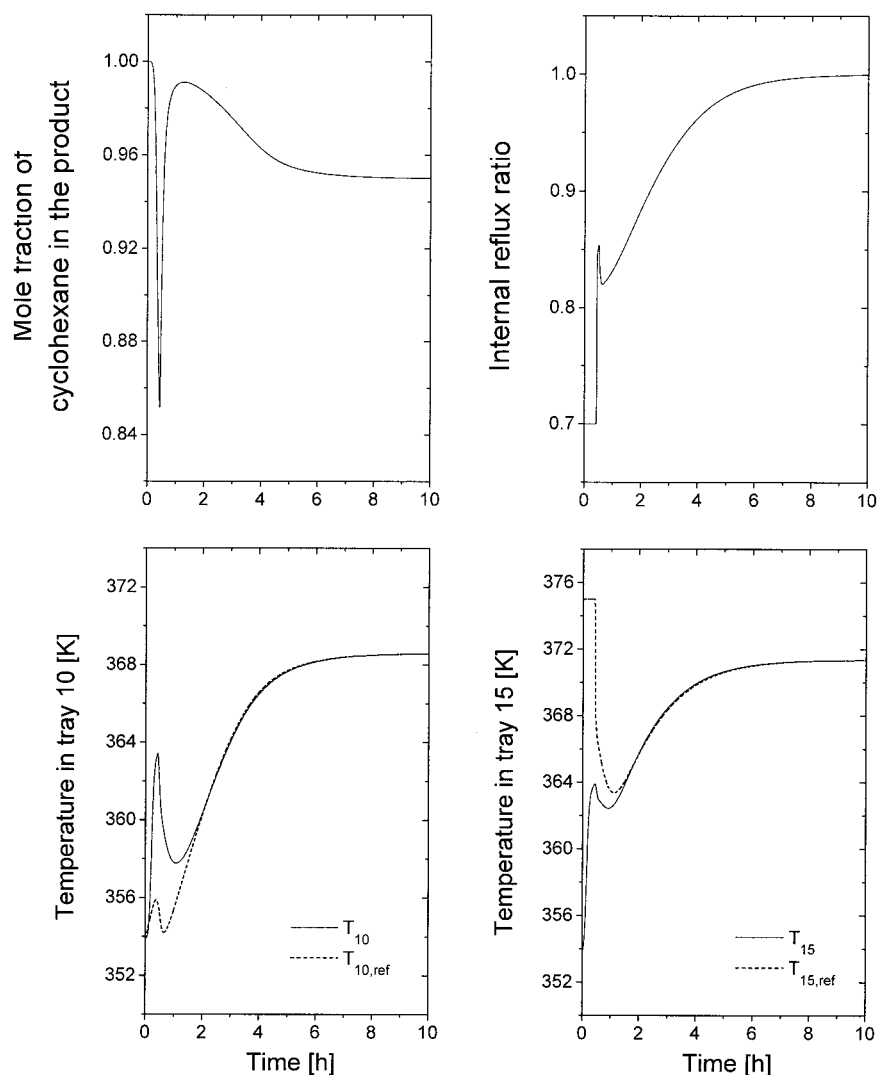 Mole fraction of
cyclohexane in the product
1.00
0.96
0.92
0.88
0.84
0 2 4 6 8 10
Internal reflux ratio
1.0
0.9
0.8
0.7
0 2 4 6 8 10
Temperature in tray 10 [K]
372
368
364
360
356
352
T10
T10,ref
0 2 4 6 8 10
Time [h]
Temperature in tray 15 [K]
376
372
368
364
360
356
352
T15
T15,ref
0 2 4 6 8 10
Time [h]